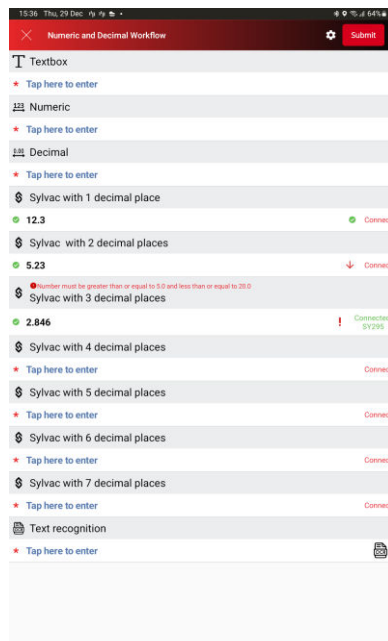 15:36 Thu, 29 Dec
64%
Numeric and Decimal Workflow
Submit
Textbox
* Tap here to enter
123 Numeric
* Tap here to enter
0.00 Decimal
* Tap here to enter
Sylvac with 1 decimal place
12.3 Connec
Sylvac with 2 decimal places
5.23 Connec
Number must be greater than or equal to 5.0 and less than or equal to 20.0
Sylvac with 3 decimal places
2.846 Connected
SY295
Sylvac with 4 decimal places
* Tap here to enter Connec
Sylvac with 5 decimal places
* Tap here to enter Connec
Sylvac with 6 decimal places
* Tap here to enter Connec
Sylvac with 7 decimal places
* Tap here to enter Connec
Text recognition
* Tap here to enter